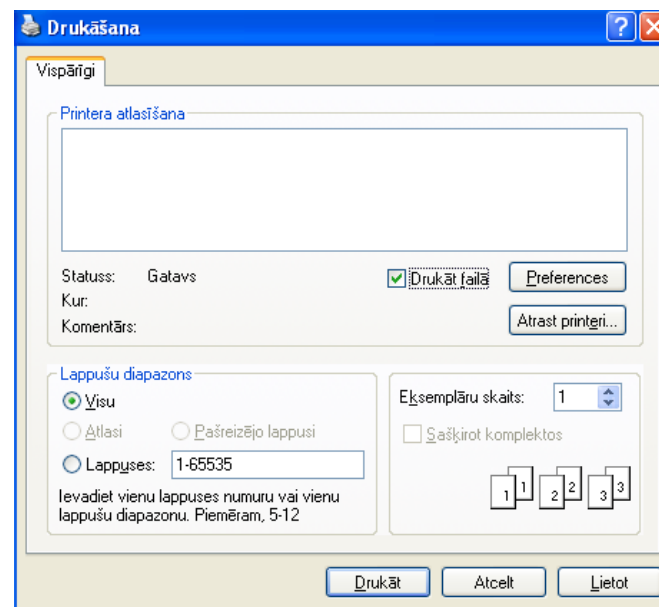 Drukāšana
Vispārīgi
Printera atlasīšana
Statuss: Gatavs
Drukāt failā
Preferences
Kur:
Komentārs:
Atrast printeri...
Lappušu diapazons
Visu
Atlasi
Pašreizējo lappusi
Lappuses: 1-65535
Ievadiet vienu lappuses numuru vai vienu
lappušu diapazonu. Piemēram, 5-12
Eksemplāru skaits: 1
Sašķirot komplektos
1 1 2 2 3 3
Drukāt
Atcelt
Lietot